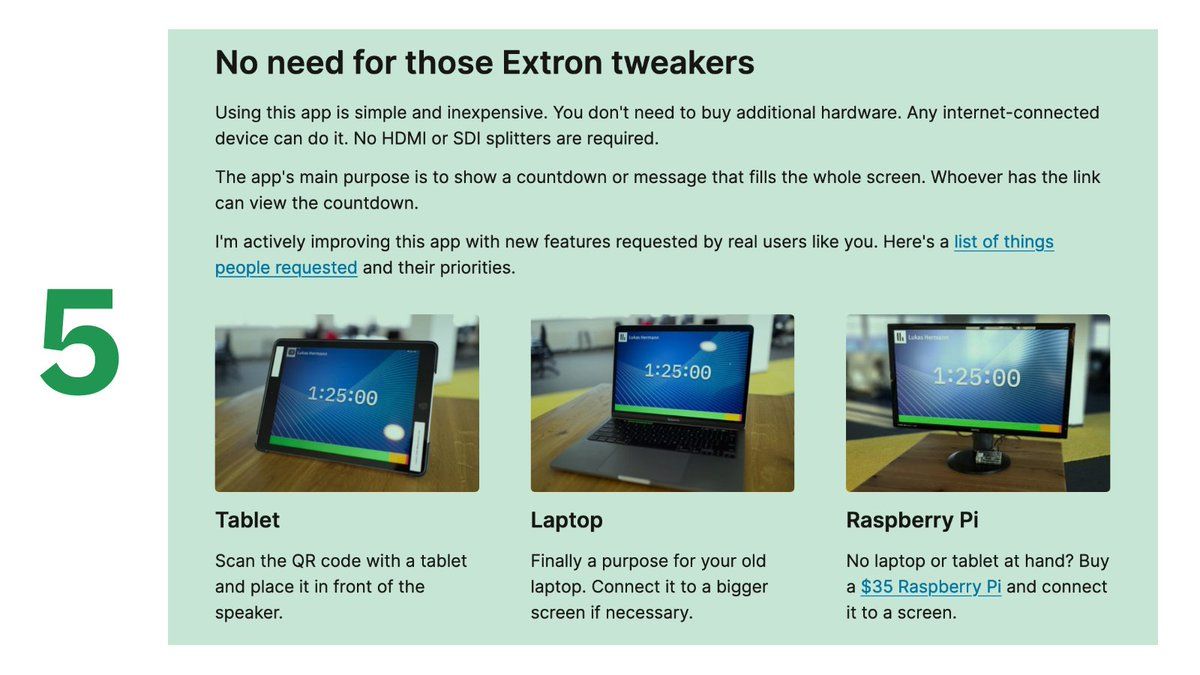 No need for those Extron tweakers
Using this app is simple and inexpensive. You don't need to buy additional hardware. Any internet-connected
device can do it. No HDMI or SDI splitters are required.
The app's main purpose is to show a countdown or message that fills the whole screen. Whoever has the link
can view the countdown.
I'm actively improving this app with new features requested by real users like you. Here's a list of things
people requested and their priorities.
5
Lukas Hermann
1:25:00
Lukas Hermann
1:25:00
Lukas Hermann
1:25:00
Tablet
Scan the QR code with a tablet
and place it in front of the
speaker.
Laptop
Finally a purpose for your old
laptop. Connect it to a bigger
screen if necessary.
Raspberry Pi
No laptop or tablet at hand? Buy
a $35 Raspberry Pi and connect
it to a screen.